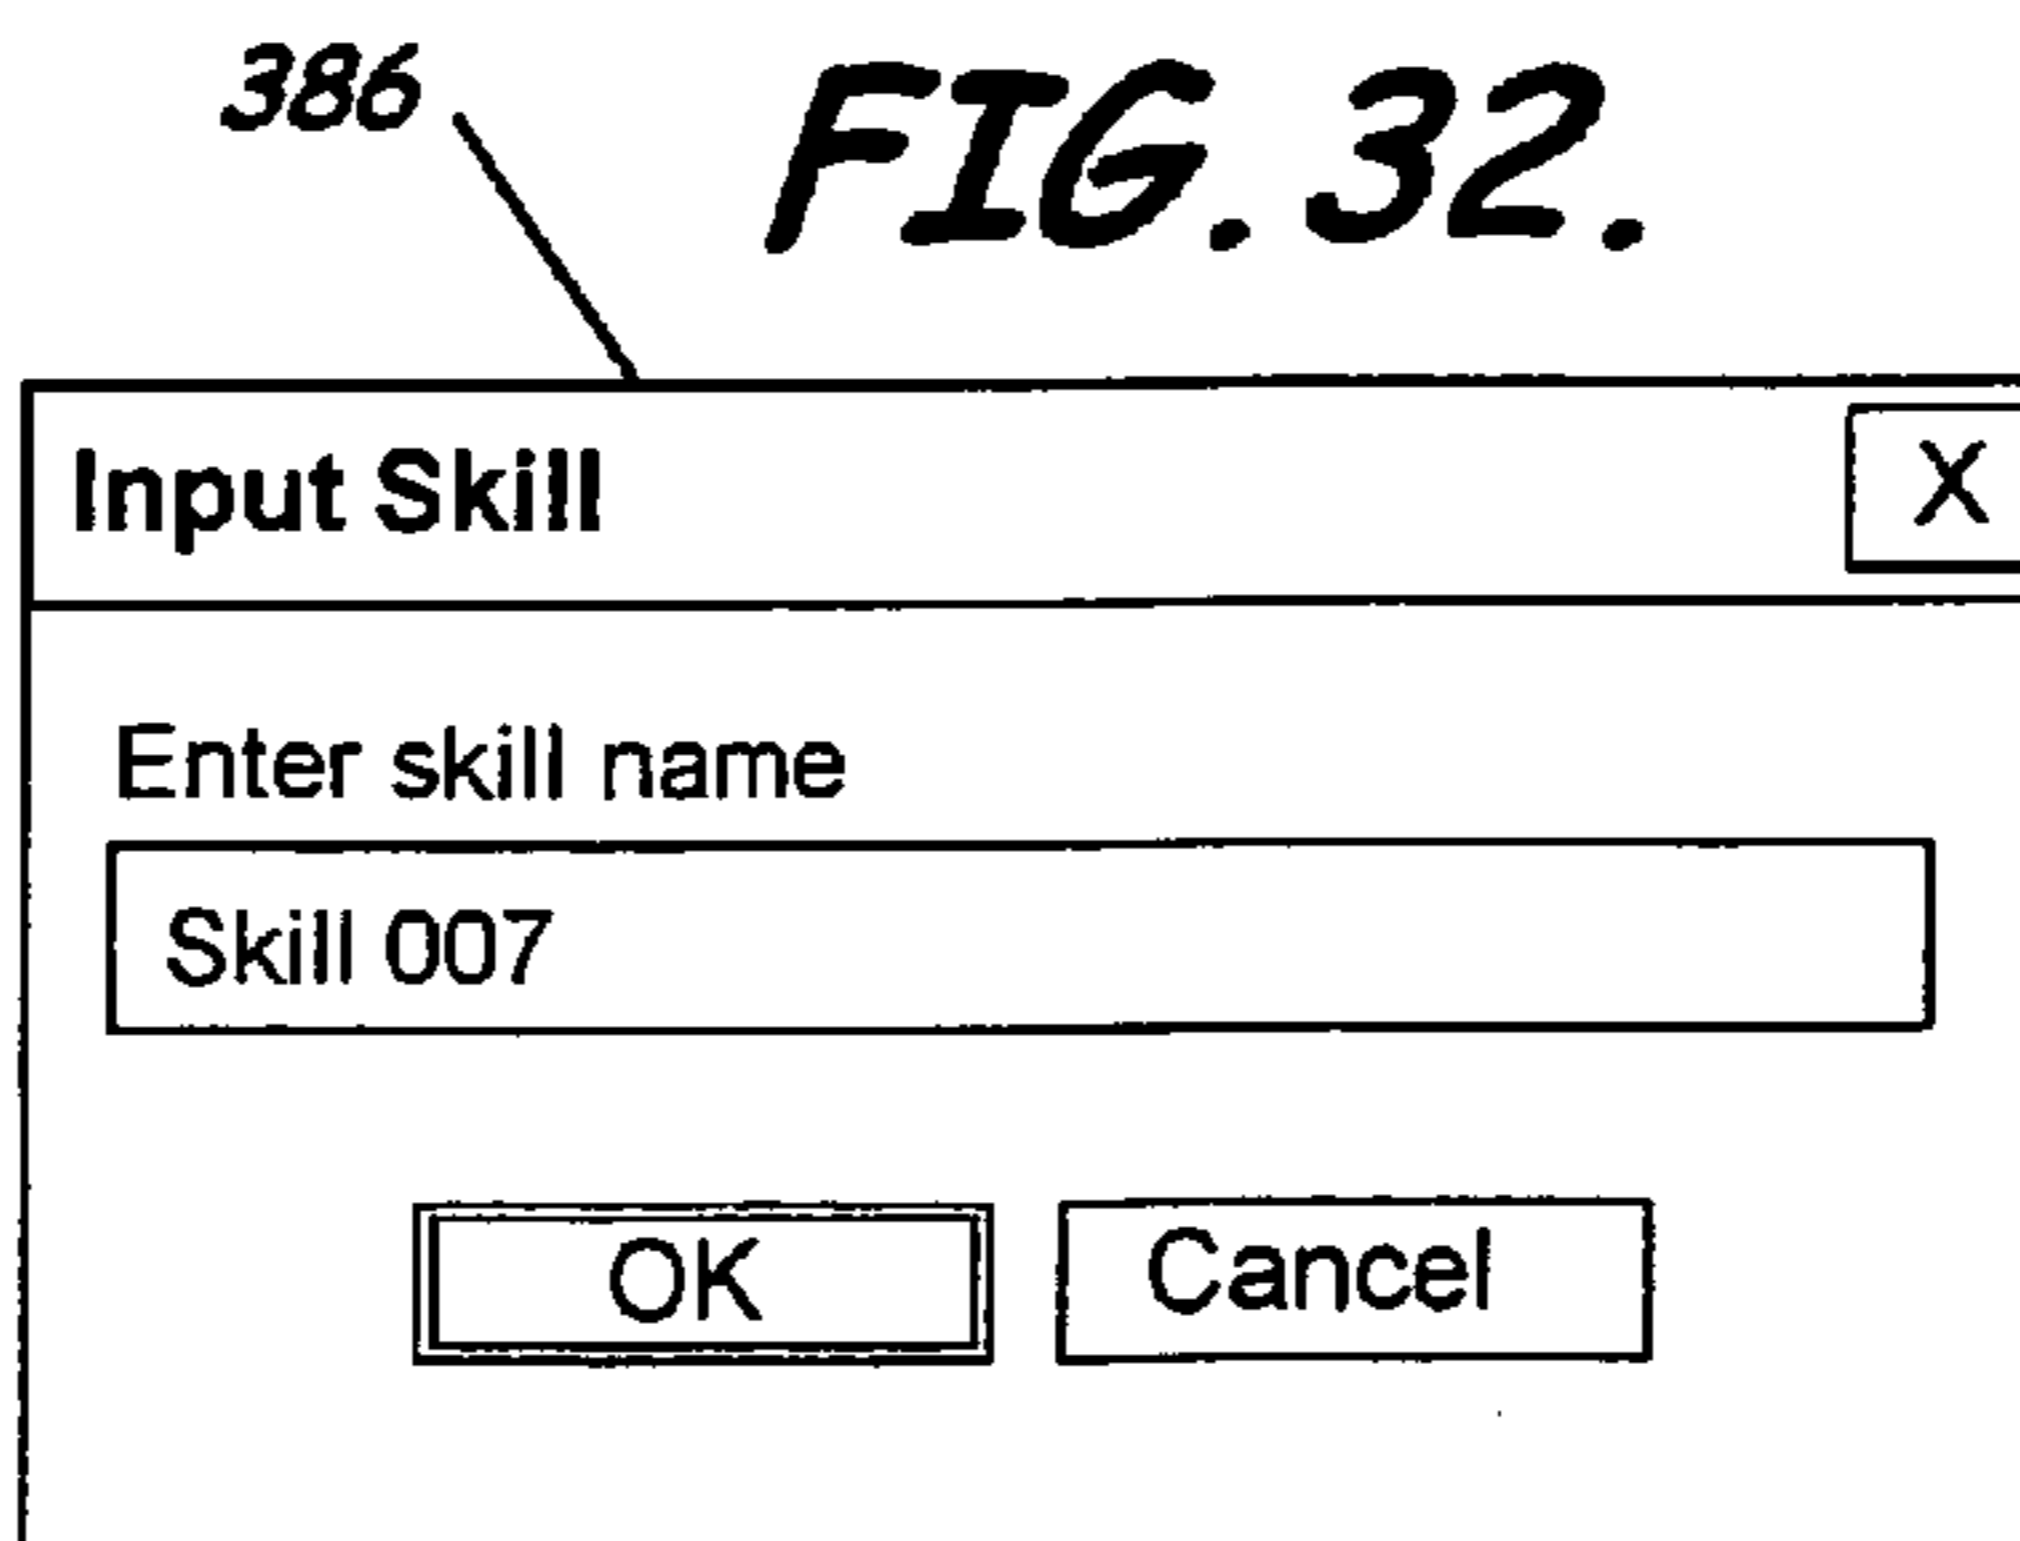 386
FIG. 32.
Input Skill X
Enter skill name
Skill 007
OK Cancel